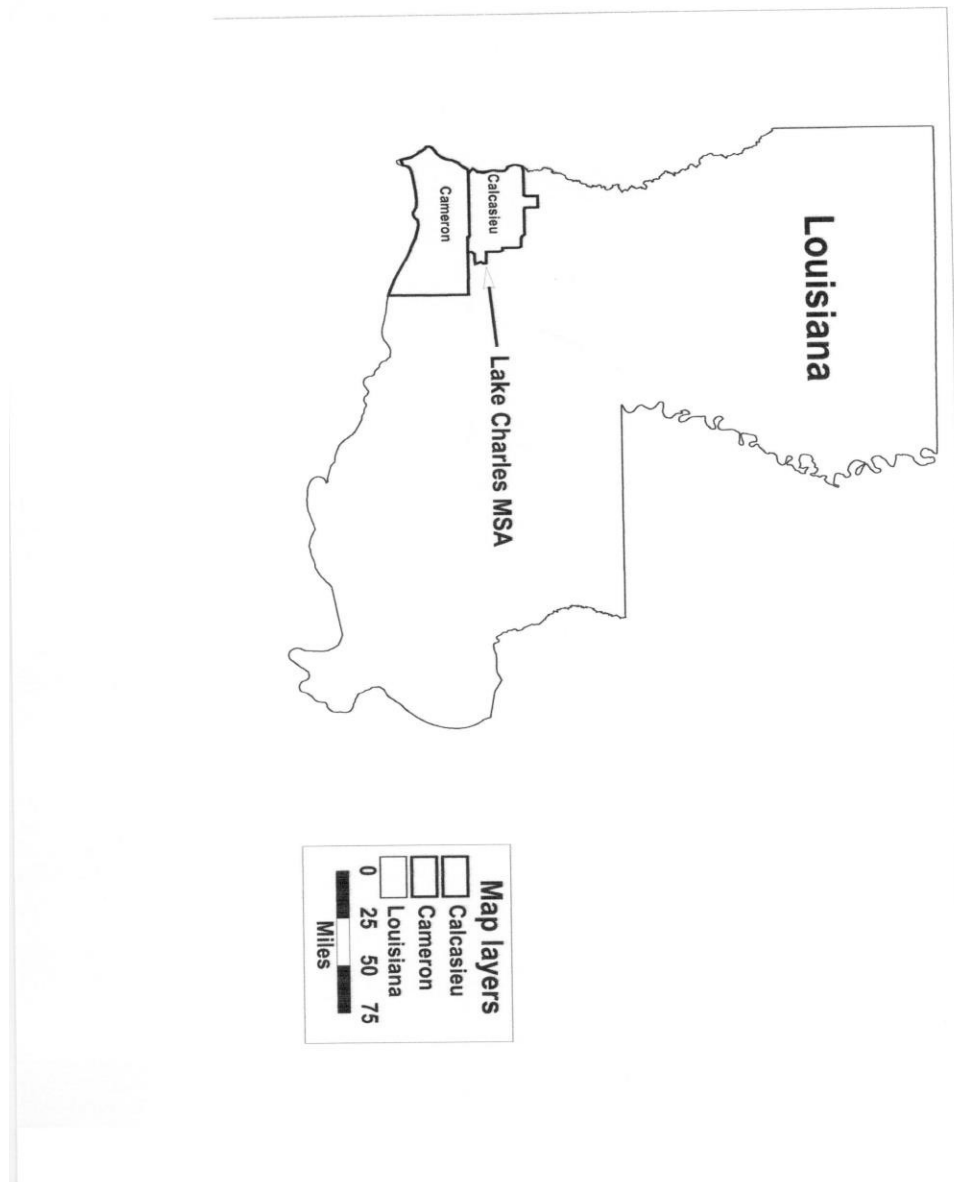 Louisiana
Calcasieu
Cameron
Lake Charles MSA
Map layers
Calcasieu
Cameron
Louisiana
0 25 50 75
Miles